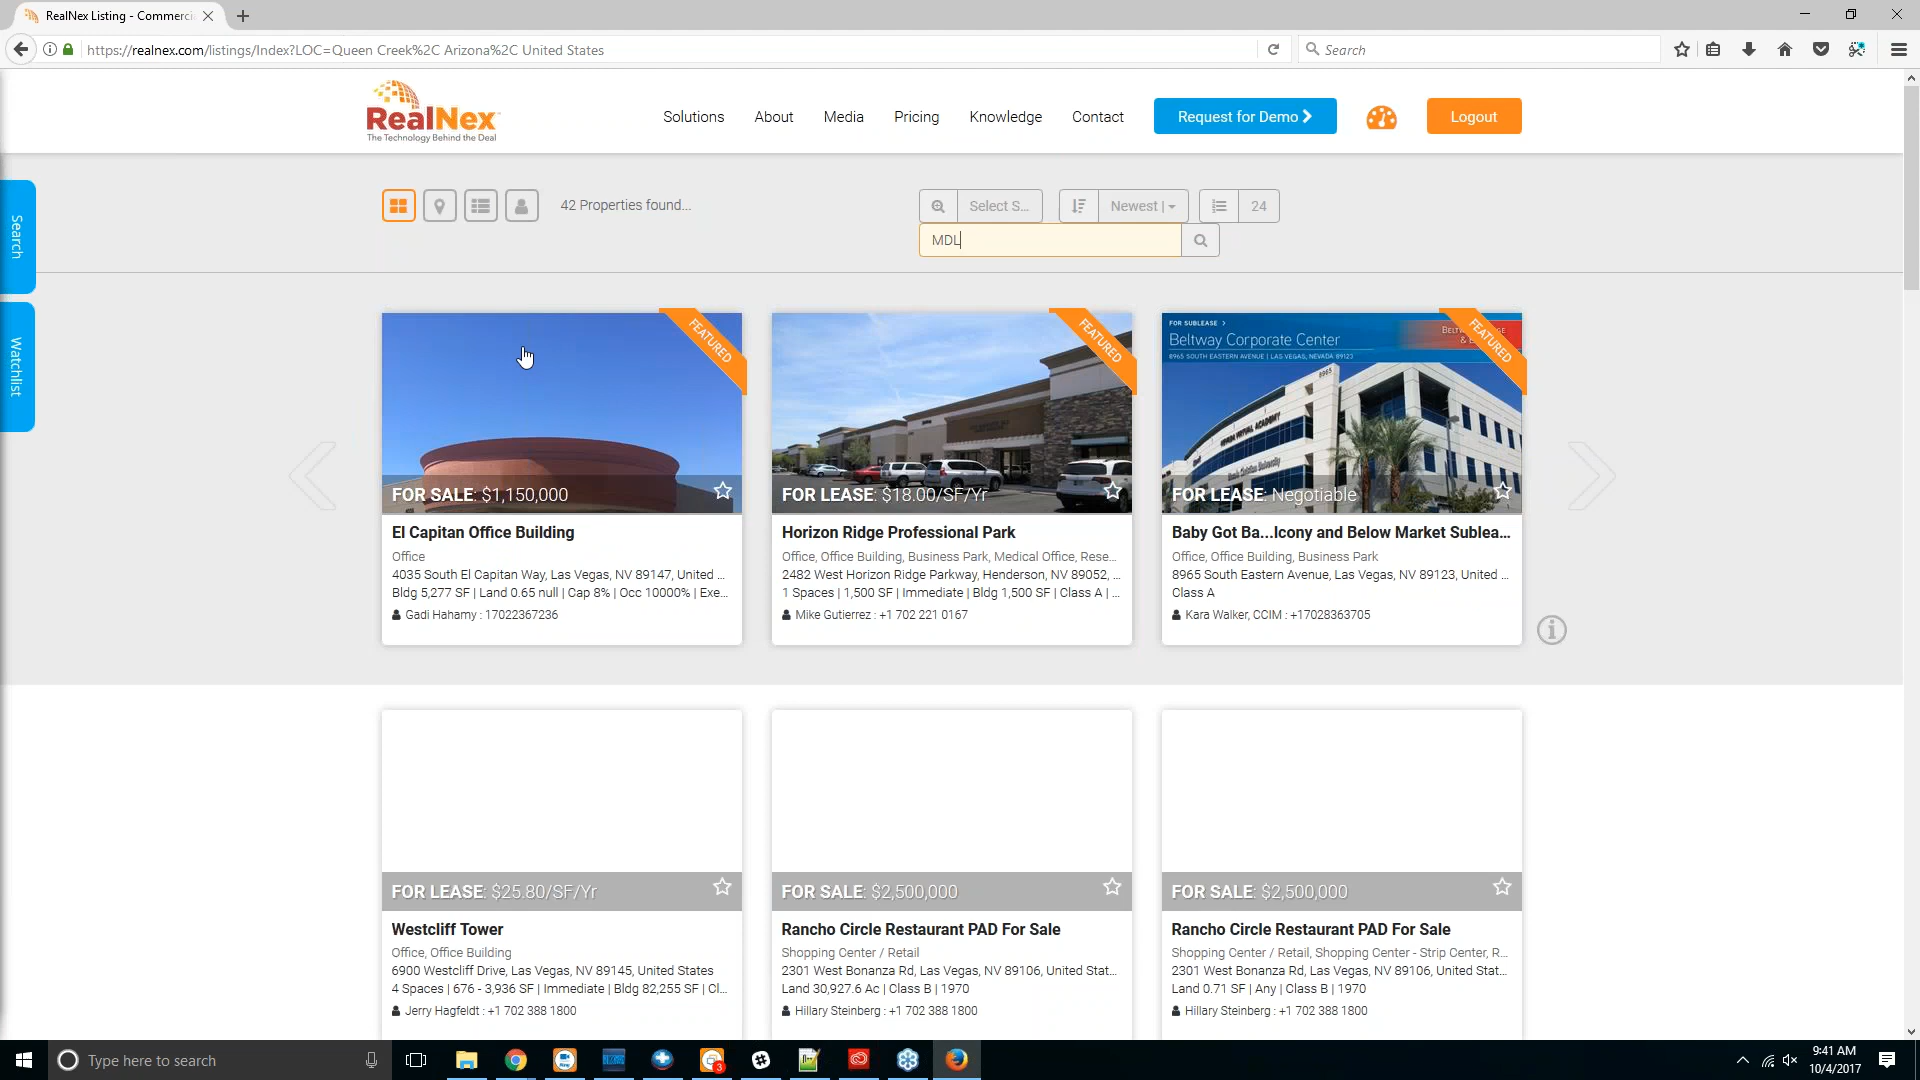 RealNex Listing - Commerci
https://realnex.com/listings/Index?LOC=Queen Creek%2C Arizona%2C United States
Search
RealNex
The Technology Behind the Deal
Solutions
About
Media
Pricing
Knowledge
Contact
Request for Demo
Logout
Search
Watchlist
42 Properties found...
Select S...
Newest |
24
MDL
FEATURED
FOR SALE: $1,150,000
El Capitan Office Building
Office
4035 South El Capitan Way, Las Vegas, NV 89147, United ...
Bldg 5,277 SF | Land 0.65 null | Cap 8% | Occ 10000% | Exe...
Gadi Hahamy : 17022367236
FEATURED
FOR LEASE: $18.00/SF/Yr
Horizon Ridge Professional Park
Office, Office Building, Business Park, Medical Office, Rese...
2482 West Horizon Ridge Parkway, Henderson, NV 89052, ...
1 Spaces | 1,500 SF | Immediate | Bldg 1,500 SF | Class A | ...
Mike Gutierrez : +1 702 221 0167
FOR SUBLEASE >
Beltway Corporate Center
8965 SOUTH EASTERN AVENUE | LAS VEGAS, NEVADA 89123
FEATURED
8965
NEVADA VIRTUAL ACADEMY
FOR LEASE: Negotiable
Baby Got Ba...Icony and Below Market Sublea...
Office, Office Building, Business Park
8965 South Eastern Avenue, Las Vegas, NV 89123, United ...
Class A
Kara Walker, CCIM : +17028363705
FOR LEASE: $25.80/SF/Yr
Westcliff Tower
Office, Office Building
6900 Westcliff Drive, Las Vegas, NV 89145, United States
4 Spaces | 676 - 3,936 SF | Immediate | Bldg 82,255 SF | Cl...
Jerry Hagfeldt : +1 702 388 1800
FOR SALE: $2,500,000
Rancho Circle Restaurant PAD For Sale
Shopping Center / Retail
2301 West Bonanza Rd, Las Vegas, NV 89106, United Stat...
Land 30,927.6 Ac | Class B | 1970
Hillary Steinberg : +1 702 388 1800
FOR SALE: $2,500,000
Rancho Circle Restaurant PAD For Sale
Shopping Center / Retail, Shopping Center - Strip Center, R...
2301 West Bonanza Rd, Las Vegas, NV 89106, United Stat...
Land 0.71 SF | Any | Class B | 1970
Hillary Steinberg : +1 702 388 1800
Type here to search
3
9:41 AM
10/4/2017